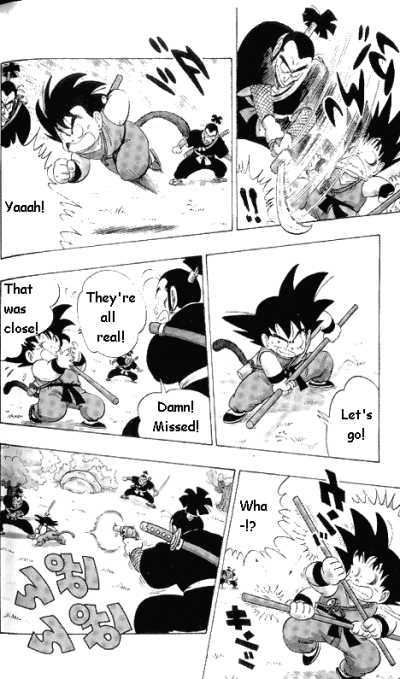 !!
Yaaah!
Let's
go!
They're
all
real!
Damn!
Missed!
That
was
close!
Wha
-!?